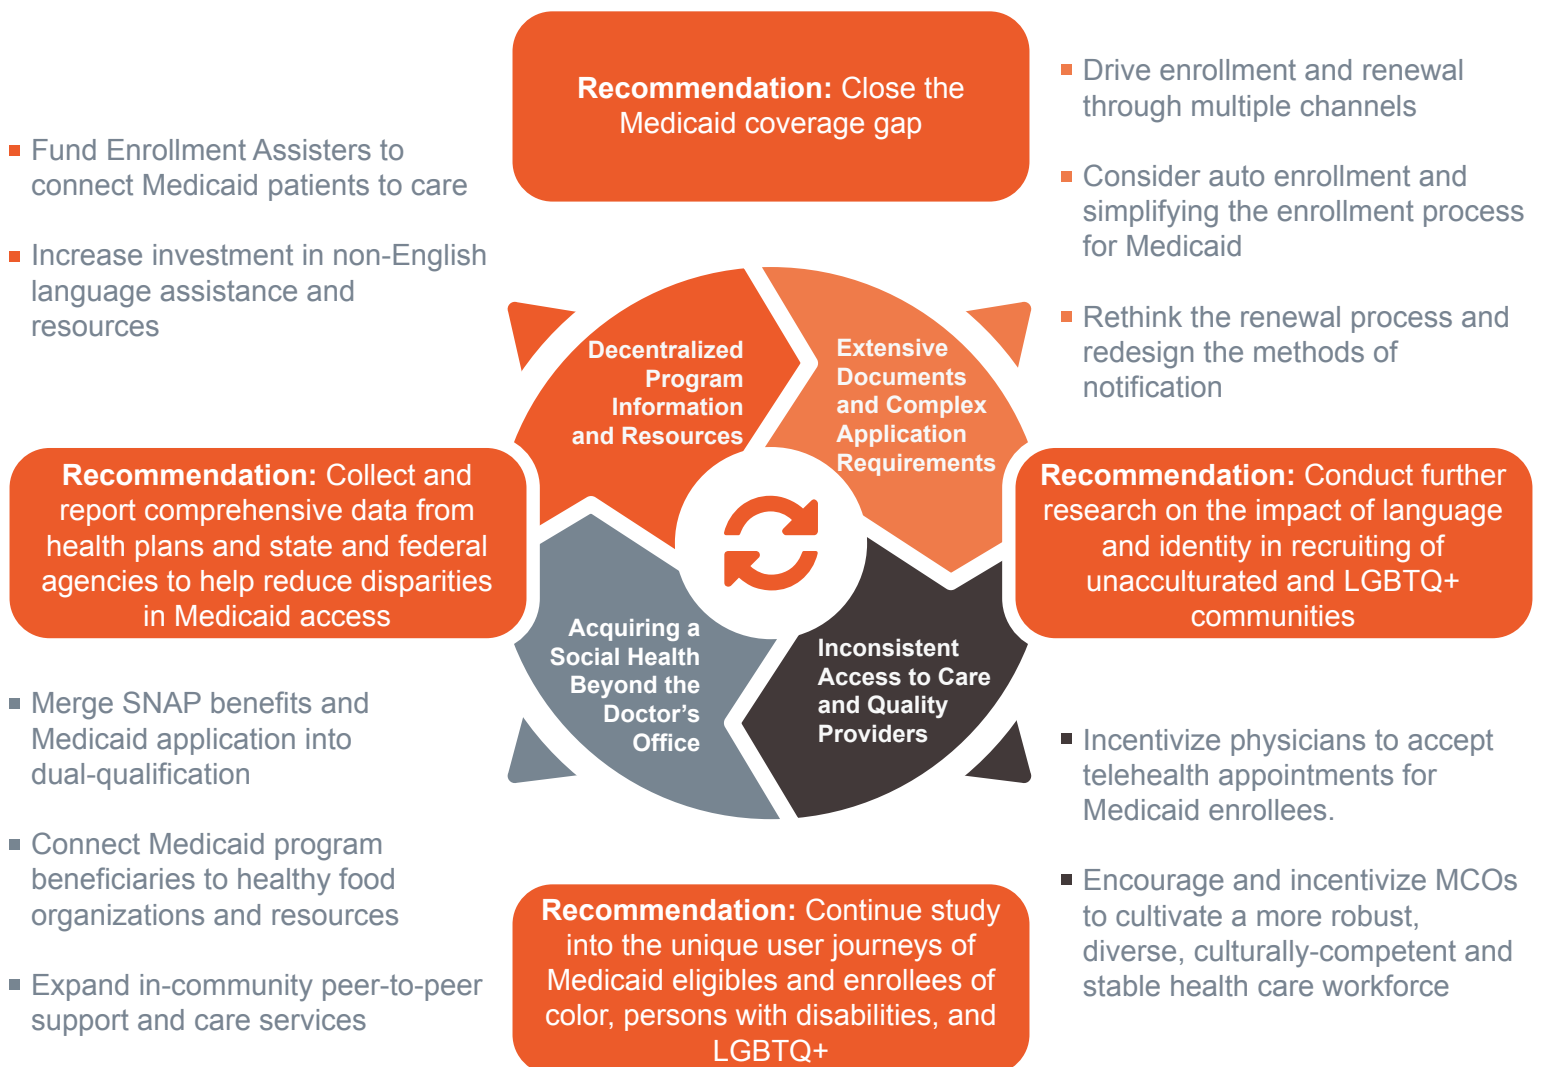 Recommendation: Close the
Medicaid coverage gap
Fund Enrollment Assisters to
connect Medicaid patients to care
Increase investment in non-English
language assistance and
resources
Drive enrollment and renewal
through multiple channels
Consider auto enrollment and
simplifying the enrollment process
for Medicaid
Rethink the renewal process and
redesign the methods of
notification
Decentralized
Program
Information
and Resources
Extensive
Documents
and Complex
Application
Requirements
Recommendation: Collect and
report comprehensive data from
health plans and state and federal
agencies to help reduce disparities
in Medicaid access
Recommendation: Conduct further
research on the impact of language
and identity in recruiting of
unacculturated and LGBTQ+
communities
Acquiring a
Social Health
Beyond the
Doctor’s
Office
Inconsistent
Access to Care
and Quality
Providers
Merge SNAP benefits and
Medicaid application into
dual-qualification
Connect Medicaid program
beneficiaries to healthy food
organizations and resources
Expand in-community peer-to-peer
support and care services
Incentivize physicians to accept
telehealth appointments for
Medicaid enrollees.
Encourage and incentivize MCOs
to cultivate a more robust,
diverse, culturally-competent and
stable health care workforce
Recommendation: Continue study
into the unique user journeys of
Medicaid eligibles and enrollees of
color, persons with disabilities, and
LGBTQ+